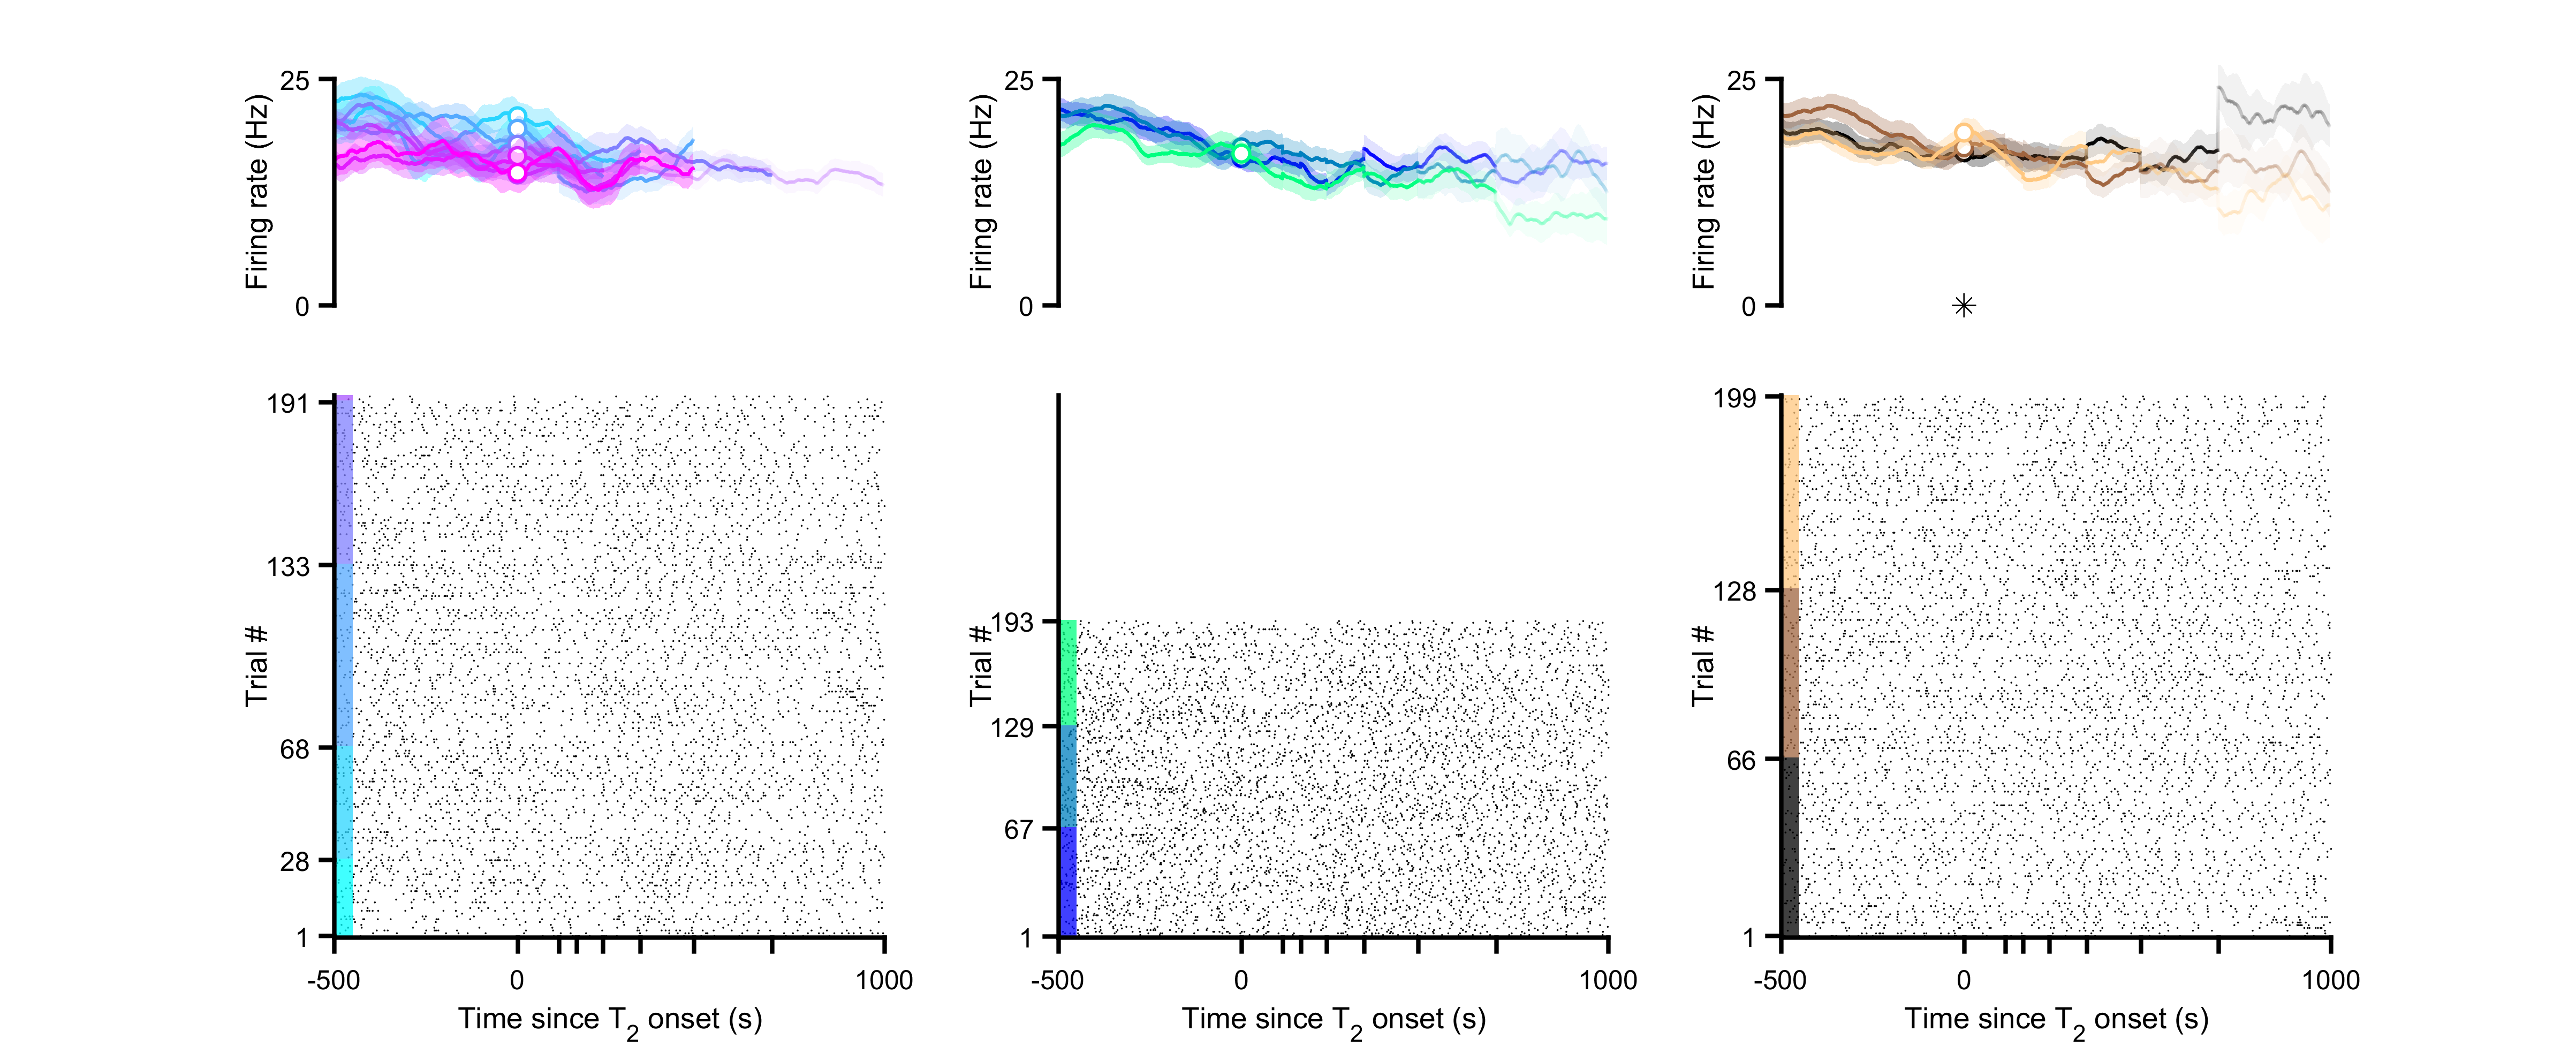 25
Firing rate (Hz)
0
25
Firing rate (Hz)
0
25
Firing rate (Hz)
0
191
133
Trial #
68
28
1
-500 0 1000
Time since T2 onset (s)
193
Trial #
129
67
1
-500 0 1000
Time since T2 onset (s)
199
128
Trial #
66
1
-500 0 1000
Time since T2 onset (s)